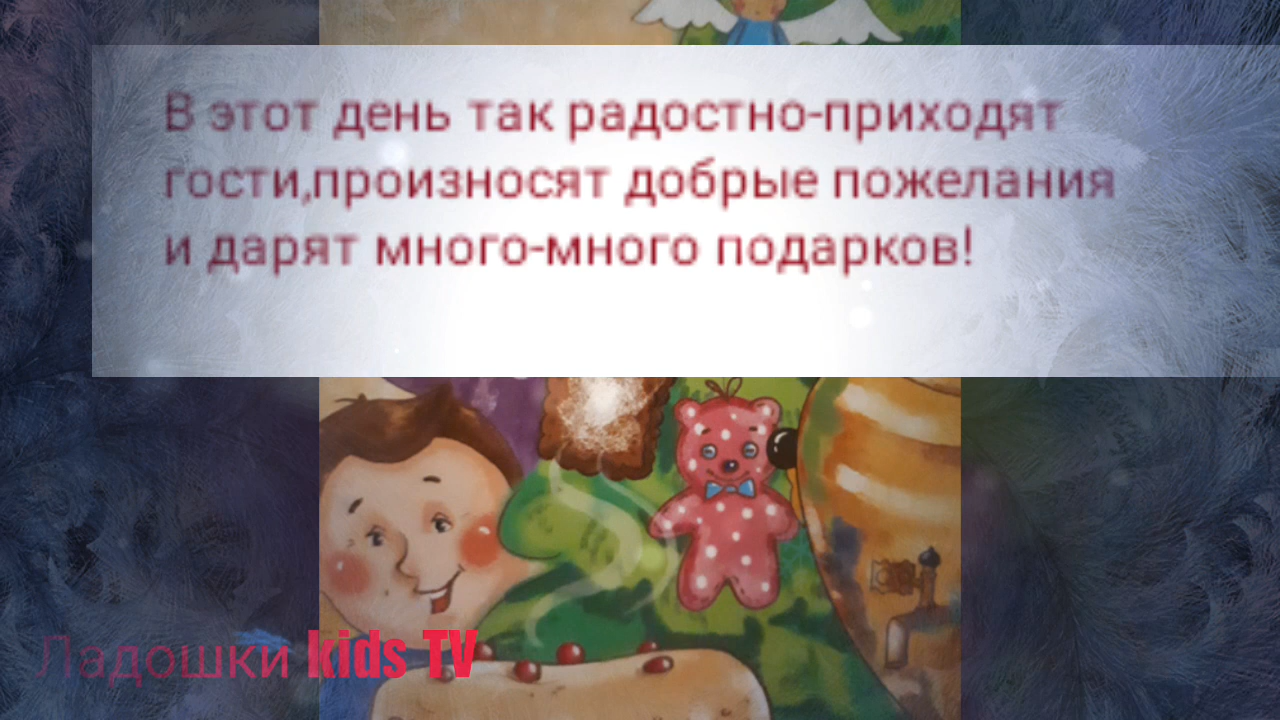 В этот день так радостно-приходят
гости,произносят добрые пожелания
и дарят много-много подарков!
Ладошки kids TV